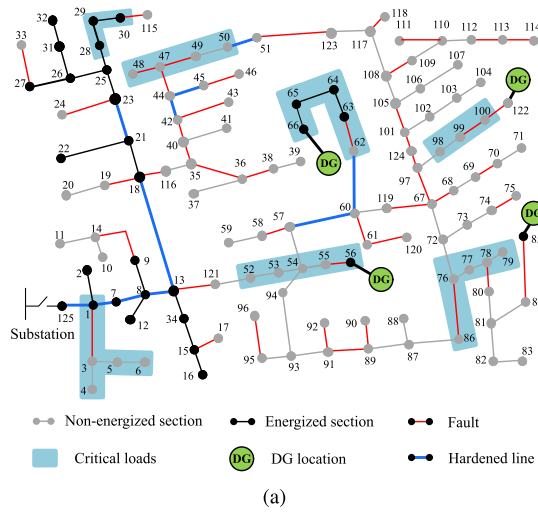 32 29 30 115 118
33 31 28 50 51 123 117 111 110 112 113 114
48 47 49 109 107
26 25 64 108 106 104 DG
27 23 44 45 46 65 63 105 103 100 122
24 42 43 66 102 99
21 40 41 DG 62 101 98 71
22 116 35 39 124 70
20 19 18 36 38 97 69
37 68 75
59 58 57 60 119 67 74 DG
11 14 9 61 120 72 73
10 13 121 52 53 54 55 56 DG 76 77 78 79
2 8 94 80
125 1 7 12 34 96 92 90 88 86 81
Substation 17
3 5 6 15 95 93 91 89 87 82 83
4 16
Non-energized section Energized section Fault
Critical loads DG DG location Hardened line
(a)